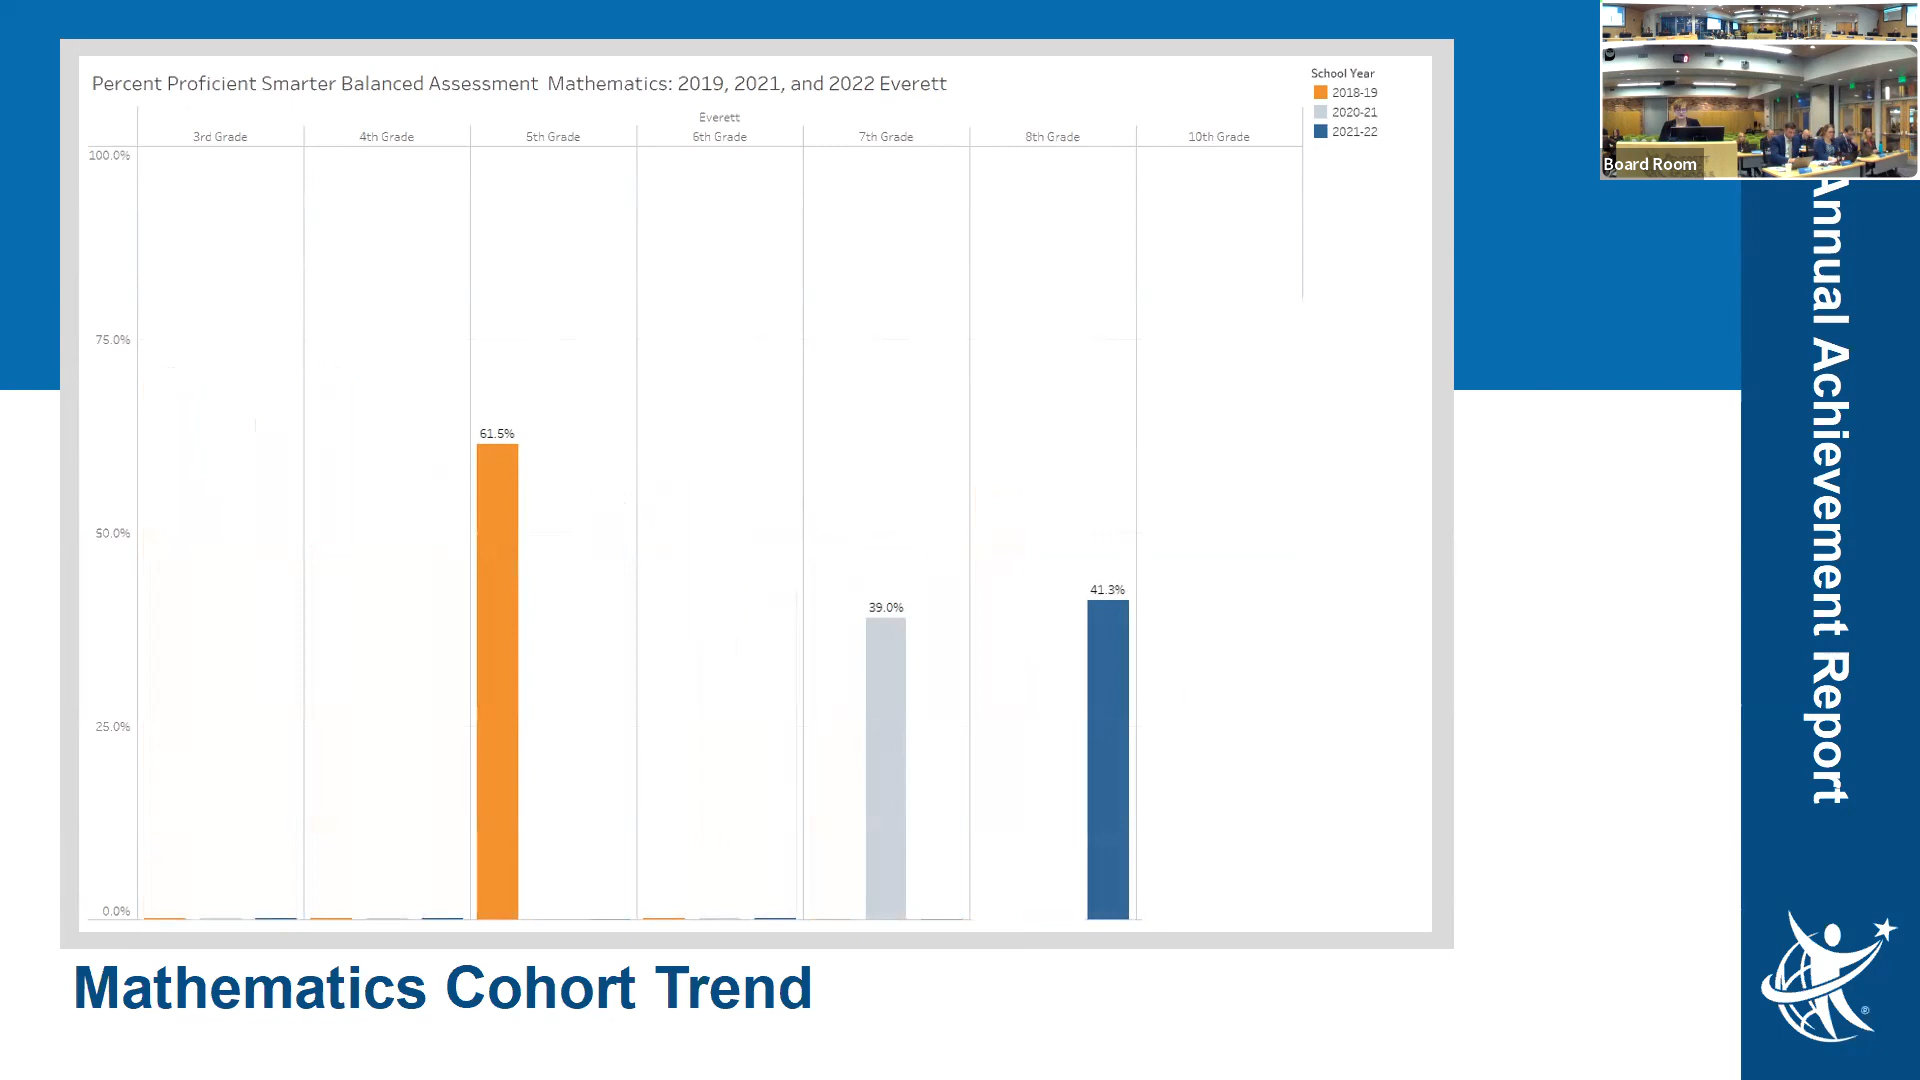 Percent Proficient Smarter Balanced Assessment Mathematics: 2019, 2021, and 2022 Everett
School Year
2018-19
2020-21
2021-22
Everett
3rd Grade
4th Grade
5th Grade
6th Grade
7th Grade
8th Grade
10th Grade
100.0%
75.0%
50.0%
25.0%
0.0%
61.5%
39.0%
41.3%
Mathematics Cohort Trend
Board Room
Annual Achievement Report
®